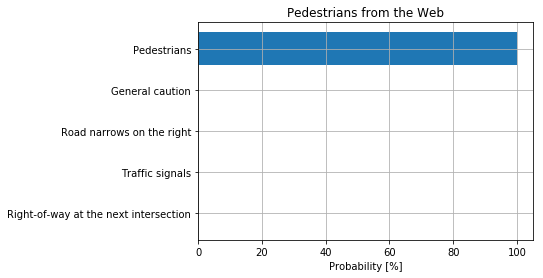 Pedestrians from the Web
Pedestrians
General caution
Road narrows on the right
Traffic signals
Right-of-way at the next intersection
0 20 40 60 80 100
Probability [%]